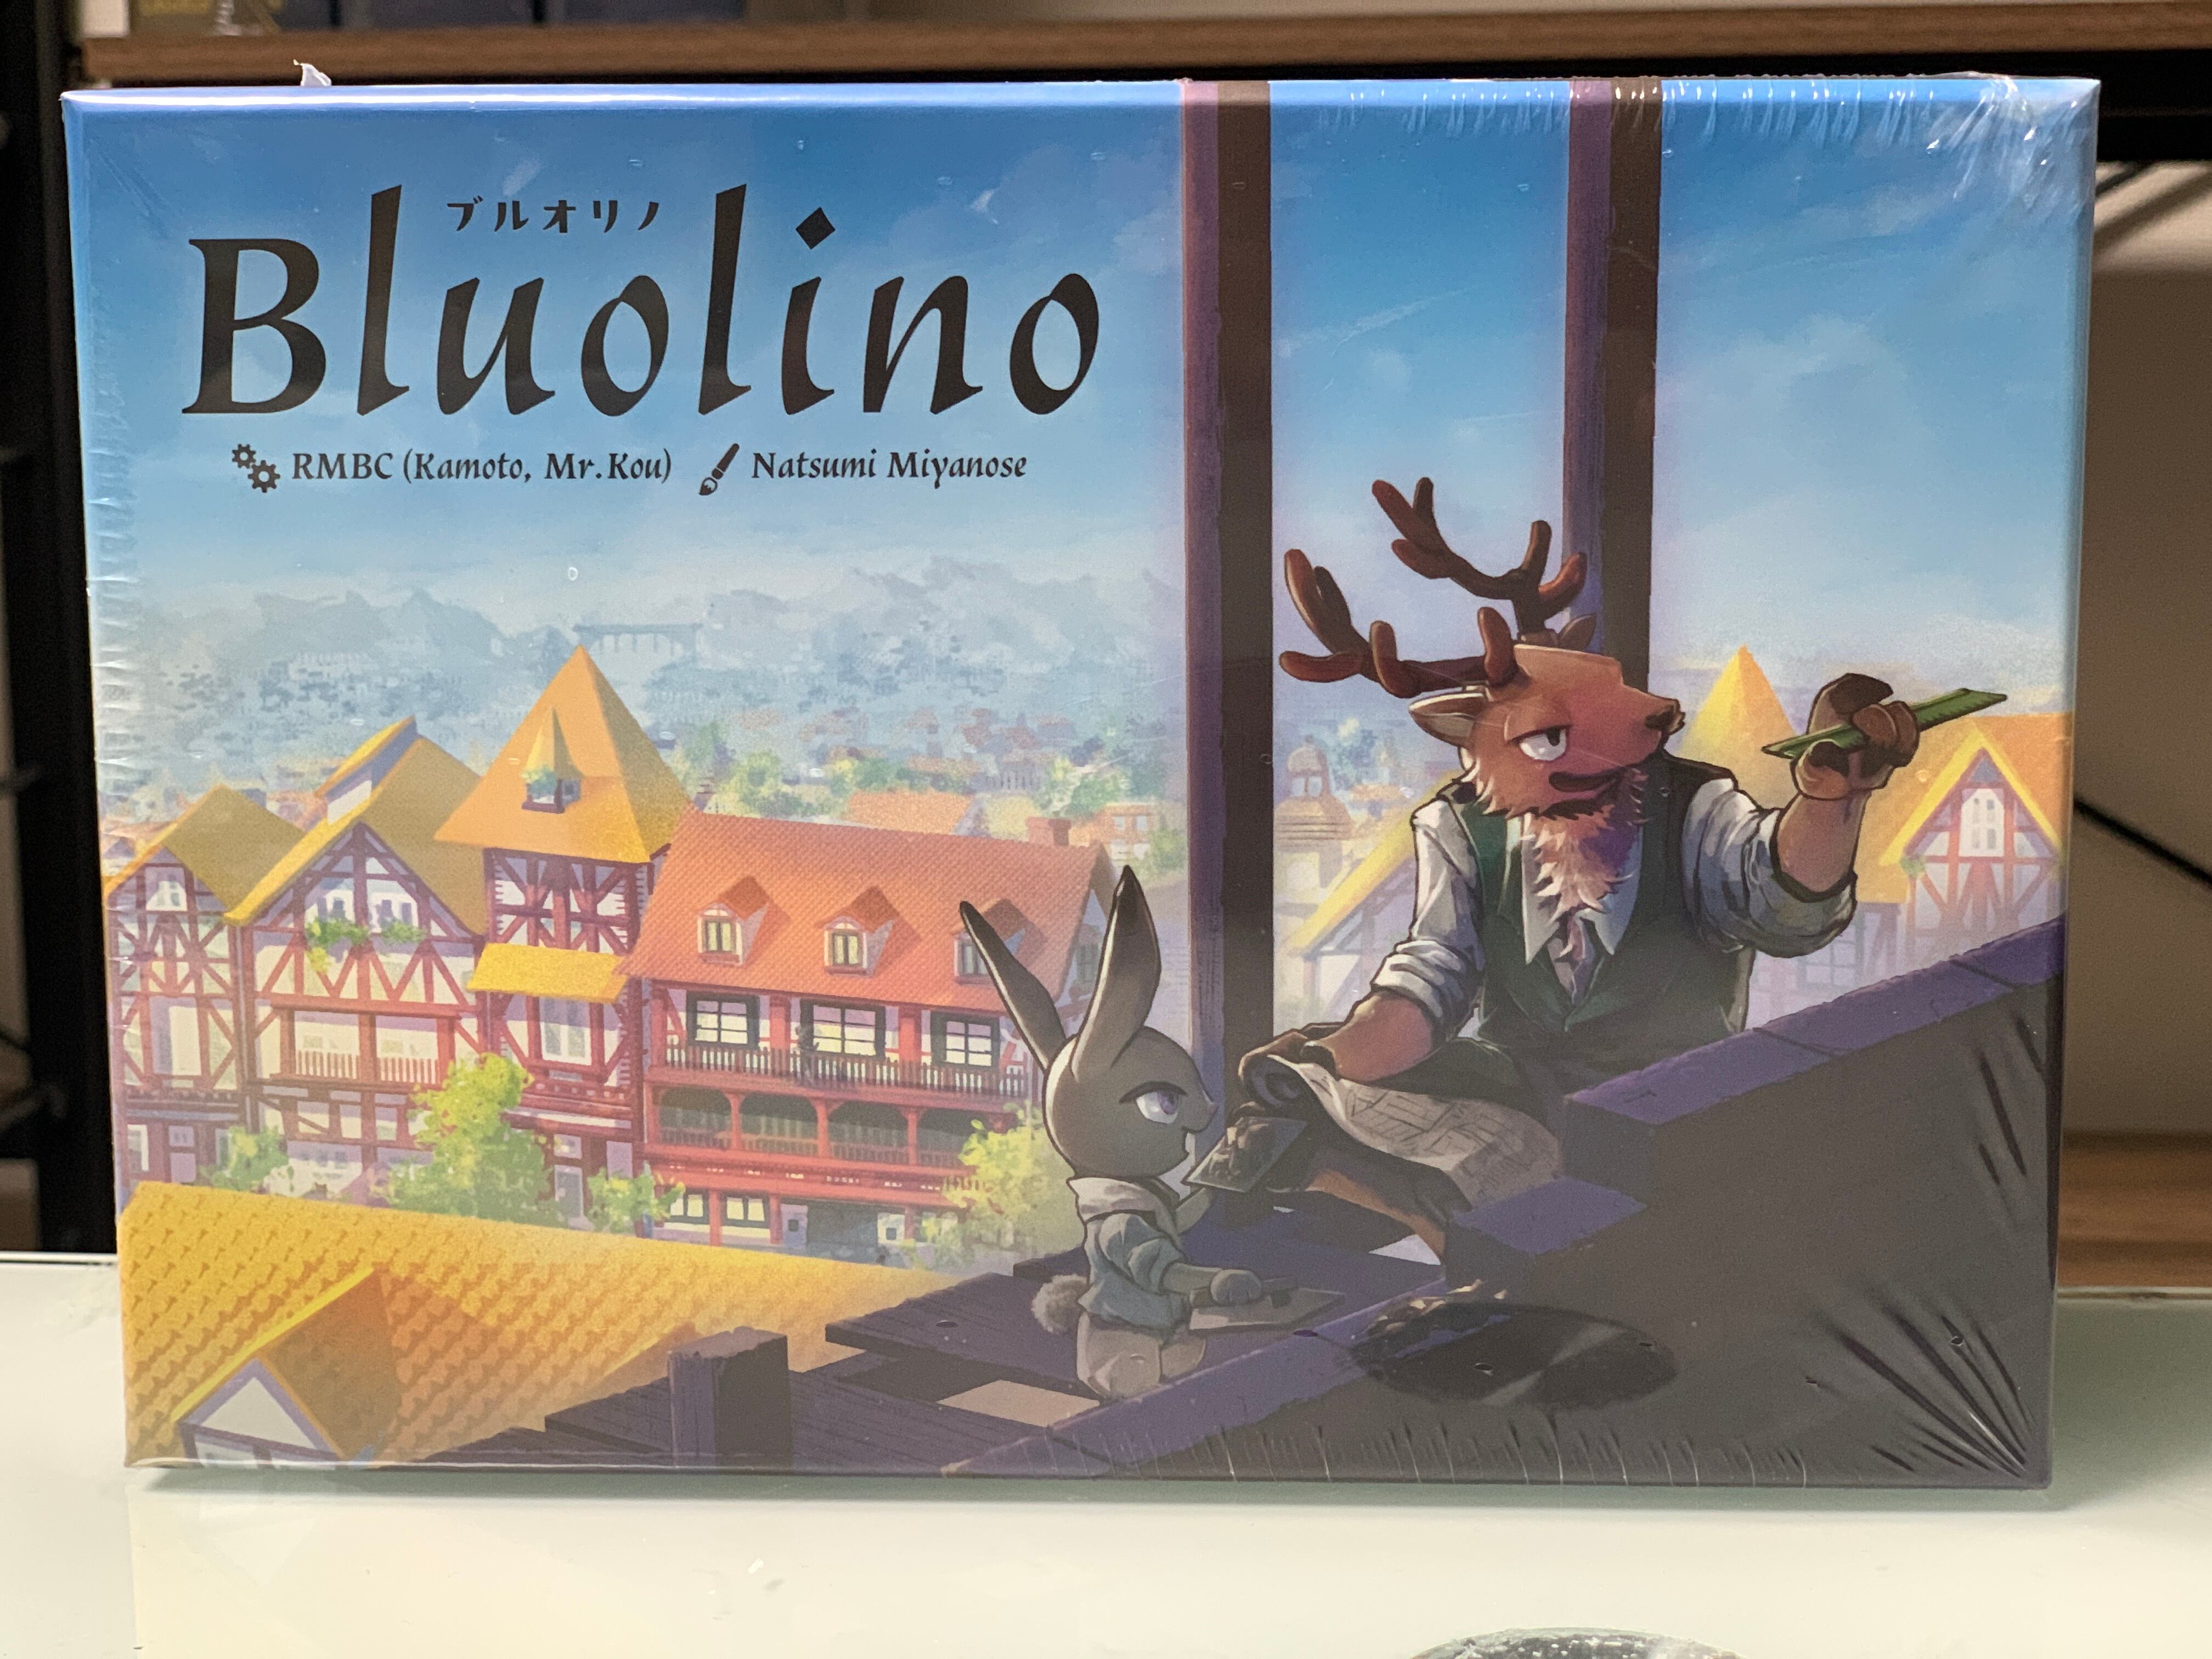 ブルオリノ
Bluolino
RMBC (Kamoto, Mr.Kou) Natsumi Miyanose